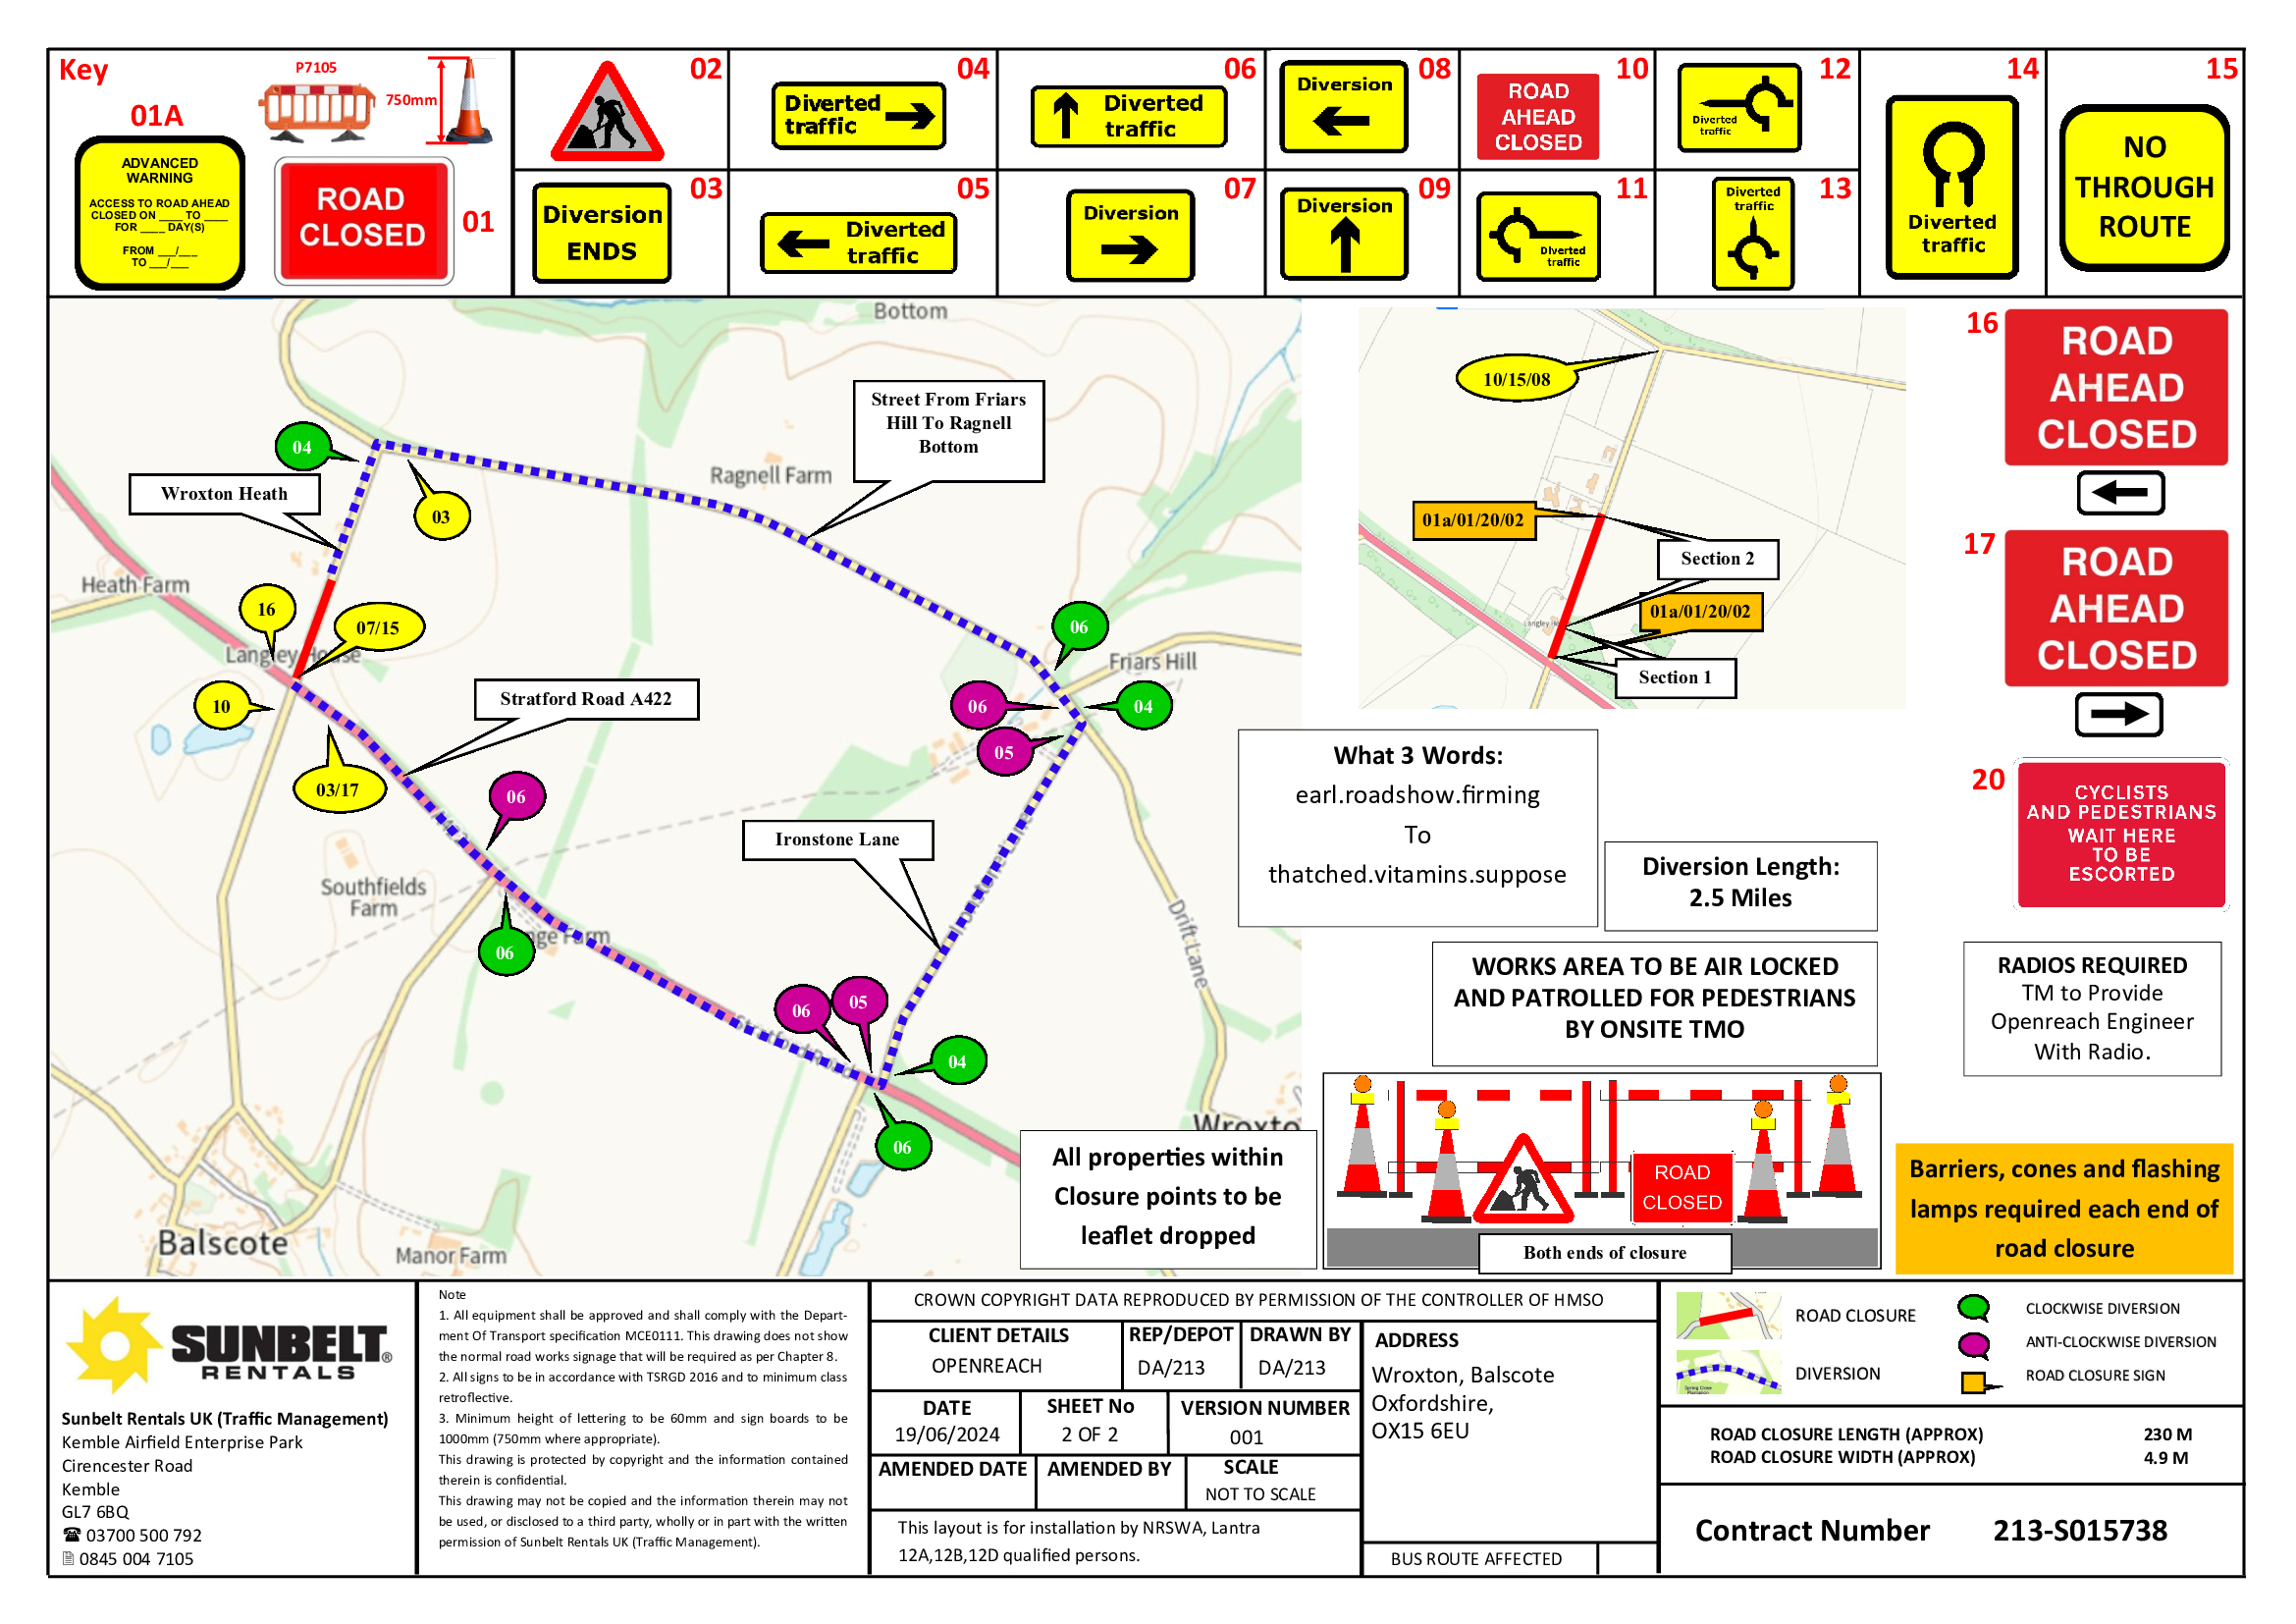 Key
P7105
750mm
01A
ADVANCED
WARNING
ACCESS TO ROAD AHEAD
CLOSED ON ____ TO ____
FOR ____ DAY(S)
FROM ___/___
TO ___/___
ROAD
CLOSED
01
02
Diversion
ENDS
03
Diverted
traffic
04
Diverted
traffic
05
Diverted
traffic
06
Diversion
07
Diversion
08
Diversion
09
ROAD
AHEAD
CLOSED
10
Diverted
traffic
11
Diverted
traffic
12
Diverted
traffic
13
14
Diverted
traffic
15
NO
THROUGH
ROUTE
Bottom
Street From Friars
Hill To Ragnell
Bottom
04
Wroxton Heath
03
Ragnell Farm
Heath Farm
16
07/15
Langley House
10
03/17
Stratford Road A422
06
06
Friars Hill
06
04
05
Southfields
Farm
Ironstone Lane
06
nge Farm
Drift Lane
06
05
04
Stratford Road
06
Wroxto
Balscote
Manor Farm
All properties within
Closure points to be
leaflet dropped
10/15/08
01a/01/20/02
Section 2
01a/01/20/02
Section 1
What 3 Words:
earl.roadshow.firming
To
thatched.vitamins.suppose
Diversion Length:
2.5 Miles
WORKS AREA TO BE AIR LOCKED
AND PATROLLED FOR PEDESTRIANS
BY ONSITE TMO
ROAD
CLOSED
Both ends of closure
16
ROAD
AHEAD
CLOSED
17
ROAD
AHEAD
CLOSED
20
CYCLISTS
AND PEDESTRIANS
WAIT HERE
TO BE
ESCORTED
RADIOS REQUIRED
TM to Provide
Openreach Engineer
With Radio.
Barriers, cones and flashing
lamps required each end of
road closure
SUNBELT®
RENTALS
Sunbelt Rentals UK (Traffic Management)
Kemble Airfield Enterprise Park
Cirencester Road
Kemble
GL7 6BQ
☎ 03700 500 792
0845 004 7105
Note
1. All equipment shall be approved and shall comply with the Depart-
ment Of Transport specification MCE0111. This drawing does not show
the normal road works signage that will be required as per Chapter 8.
2. All signs to be in accordance with TSRGD 2016 and to minimum class
retroflective.
3. Minimum height of lettering to be 60mm and sign boards to be
1000mm (750mm where appropriate).
This drawing is protected by copyright and the information contained
therein is confidential.
This drawing may not be copied and the information therein may not
be used, or disclosed to a third party, wholly or in part with the written
permission of Sunbelt Rentals UK (Traffic Management).
CROWN COPYRIGHT DATA REPRODUCED BY PERMISSION OF THE CONTROLLER OF HMSO
CLIENT DETAILS
OPENREACH
REP/DEPOT
DA/213
DRAWN BY
DA/213
DATE
19/06/2024
SHEET No
2 OF 2
VERSION NUMBER
001
AMENDED DATE
AMENDED BY
SCALE
NOT TO SCALE
This layout is for installation by NRSWA, Lantra
12A,12B,12D qualified persons.
ADDRESS
Wroxton, Balscote
Oxfordshire,
OX15 6EU
BUS ROUTE AFFECTED
ROAD CLOSURE
DIVERSION
CLOCKWISE DIVERSION
ANTI-CLOCKWISE DIVERSION
ROAD CLOSURE SIGN
ROAD CLOSURE LENGTH (APPROX) 230 M
ROAD CLOSURE WIDTH (APPROX) 4.9 M
Contract Number 213-S015738